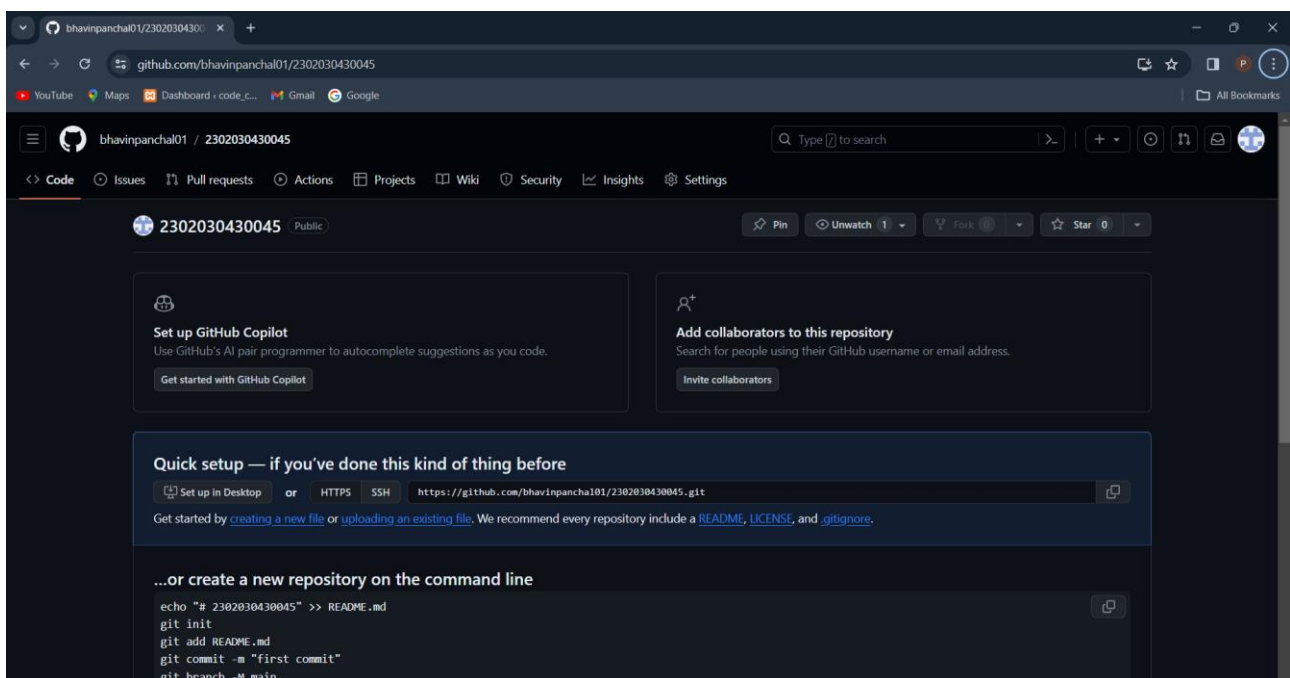 bhavinpanchal01/23020304300
github.com/bhavinpanchal01/2302030430045
P
YouTube Maps Dashboard ‹ code_c... Gmail Google All Bookmarks
bhavinpanchal01 / 2302030430045 Type / to search
Code Issues Pull requests Actions Projects Wiki Security Insights Settings
2302030430045 Public Pin Unwatch 1 Fork 0 Star 0
Set up GitHub Copilot
Use GitHub's AI pair programmer to autocomplete suggestions as you code.
Get started with GitHub Copilot
Add collaborators to this repository
Search for people using their GitHub username or email address.
Invite collaborators
Quick setup — if you've done this kind of thing before
Set up in Desktop or HTTPS SSH https://github.com/bhavinpanchal01/2302030430045.git
Get started by creating a new file or uploading an existing file. We recommend every repository include a README, LICENSE, and .gitignore.
...or create a new repository on the command line
echo "# 2302030430045" >> README.md
git init
git add README.md
git commit -m "first commit"
git branch -M main